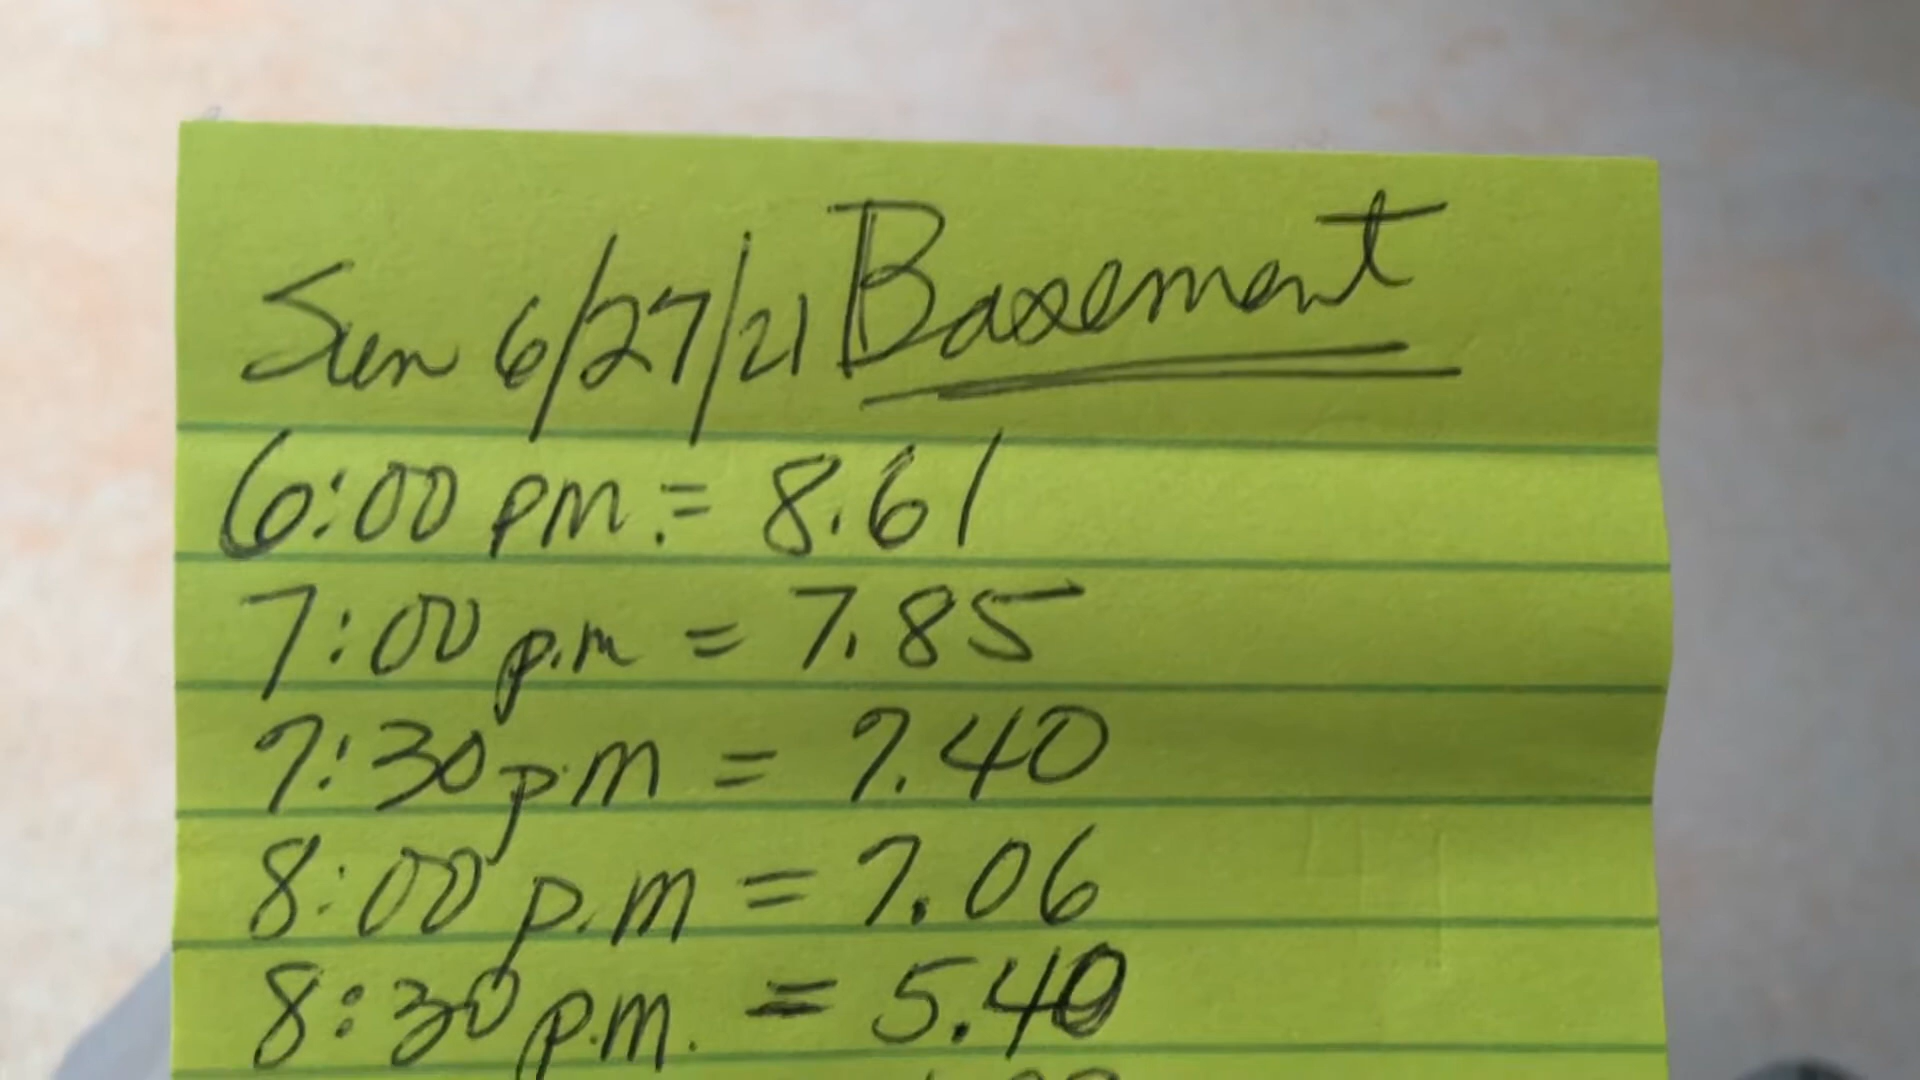 Sun 6/27/21 Basement
6:00 pm. = 8.61
7:00 p.m = 7.85
7:30 p.m = 7.40
8:00 p.m = 7.06
8:30 p.m. = 5.40